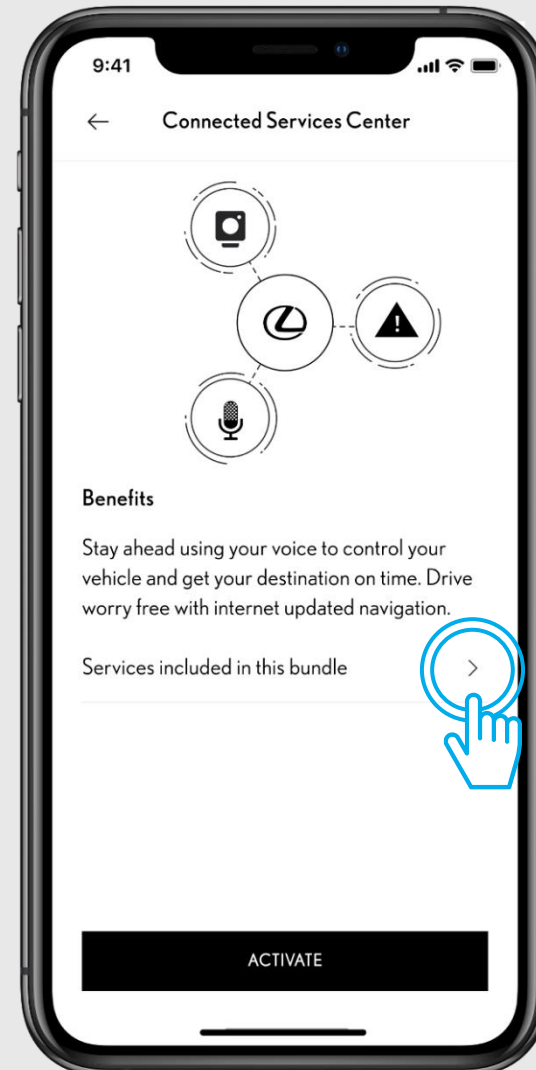 9:41
Connected Services Center
Benefits
Stay ahead using your voice to control your
vehicle and get your destination on time. Drive
worry free with internet updated navigation.
Services included in this bundle
ACTIVATE